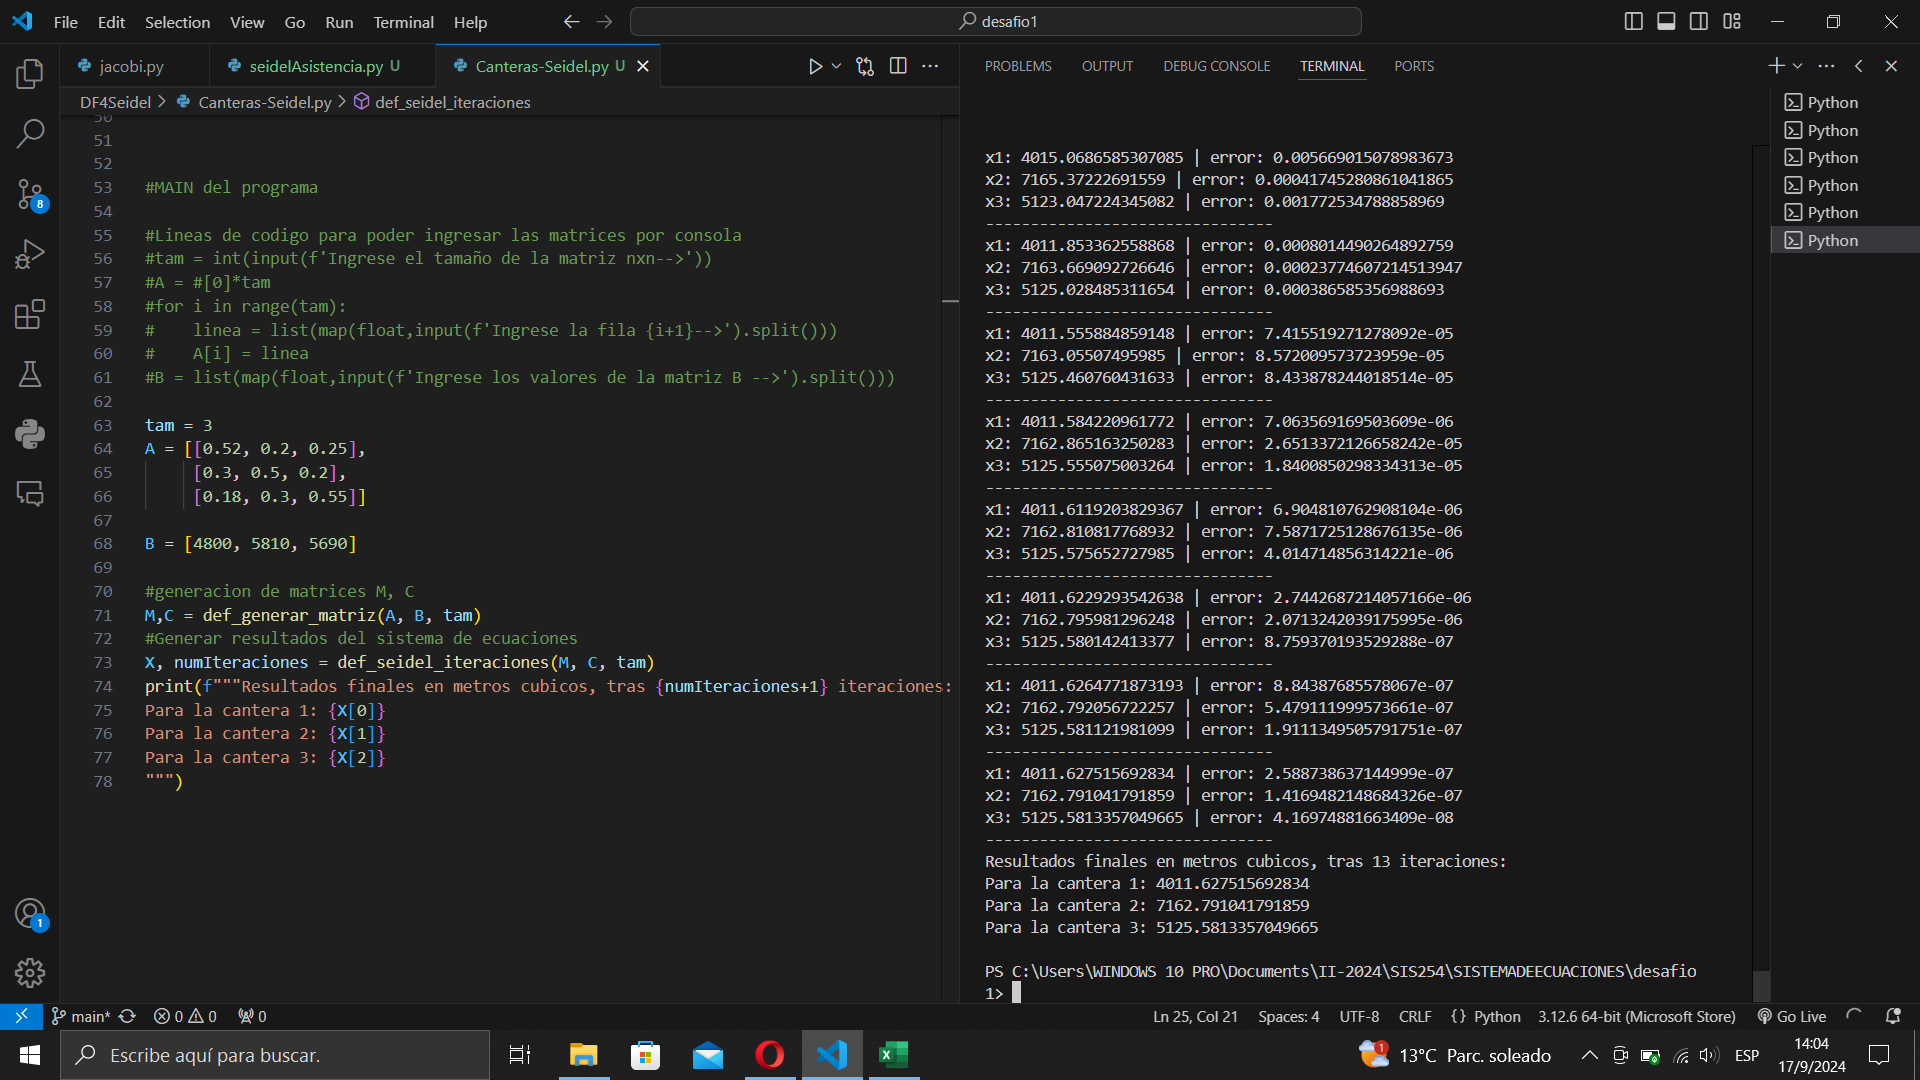 File Edit Selection View Go Run Terminal Help
desafio1
jacobi.py
seidelAsistencia.py U
Canteras-Seidel.py U
DF4Seidel > Canteras-Seidel.py > def_seidel_iteraciones
50
51
52
53 #MAIN del programa
54
55 #Lineas de codigo para poder ingresar las matrices por consola
56 #tam = int(input(f'Ingrese el tamaño de la matriz nxn-->'))
57 #A = #[0]*tam
58 #for i in range(tam):
59 #    linea = list(map(float,input(f'Ingrese la fila {i+1}-->').split()))
60 #    A[i] = linea
61 #B = list(map(float,input(f'Ingrese los valores de la matriz B -->').split()))
62
63 tam = 3
64 A = [[0.52, 0.2, 0.25],
65      [0.3, 0.5, 0.2],
66      [0.18, 0.3, 0.55]]
67
68 B = [4800, 5810, 5690]
69
70 #generacion de matrices M, C
71 M,C = def_generar_matriz(A, B, tam)
72 #Generar resultados del sistema de ecuaciones
73 X, numIteraciones = def_seidel_iteraciones(M, C, tam)
74 print(f"""Resultados finales en metros cubicos, tras {numIteraciones+1} iteraciones:
75 Para la cantera 1: {X[0]}
76 Para la cantera 2: {X[1]}
77 Para la cantera 3: {X[2]}
78 """)
PROBLEMS OUTPUT DEBUG CONSOLE TERMINAL PORTS
x1: 4015.0686585307085 | error: 0.005669015078983673
x2: 7165.37222691559 | error: 0.00041745280861041865
x3: 5123.047224345082 | error: 0.001772534788858969
--------------------------------
x1: 4011.853362558868 | error: 0.0008014490264892759
x2: 7163.669092726646 | error: 0.00023774607214513947
x3: 5125.028485311654 | error: 0.000386585356988693
--------------------------------
x1: 4011.555884859148 | error: 7.415519271278092e-05
x2: 7163.05507495985 | error: 8.572009573723959e-05
x3: 5125.460760431633 | error: 8.433878244018514e-05
--------------------------------
x1: 4011.584220961772 | error: 7.063569169503609e-06
x2: 7162.865163250283 | error: 2.6513372126658242e-05
x3: 5125.555075003264 | error: 1.8400850298334313e-05
--------------------------------
x1: 4011.6119203829367 | error: 6.904810762908104e-06
x2: 7162.810817768932 | error: 7.5871725128676135e-06
x3: 5125.575652727985 | error: 4.014714856314221e-06
--------------------------------
x1: 4011.6229293542638 | error: 2.7442687214057166e-06
x2: 7162.795981296248 | error: 2.0713242039175995e-06
x3: 5125.580142413377 | error: 8.759370193529288e-07
--------------------------------
x1: 4011.6264771873193 | error: 8.84387685578067e-07
x2: 7162.792056722257 | error: 5.479111999573661e-07
x3: 5125.581121981099 | error: 1.9111349505791751e-07
--------------------------------
x1: 4011.627515692834 | error: 2.588738637144999e-07
x2: 7162.791041791859 | error: 1.4169482148684326e-07
x3: 5125.5813357049665 | error: 4.16974881663409e-08
--------------------------------
Resultados finales en metros cubicos, tras 13 iteraciones:
Para la cantera 1: 4011.627515692834
Para la cantera 2: 7162.791041791859
Para la cantera 3: 5125.5813357049665
PS C:\Users\WINDOWS 10 PRO\Documents\II-2024\SIS254\SISTEMADEECUACIONES\desafio
1>
Python
Python
Python
Python
Python
Python
8
1
main* 0 0 0
Ln 25, Col 21 Spaces: 4 UTF-8 CRLF {} Python 3.12.6 64-bit (Microsoft Store) Go Live
Escribe aquí para buscar.
1 13°C Parc. soleado ESP
14:04
17/9/2024